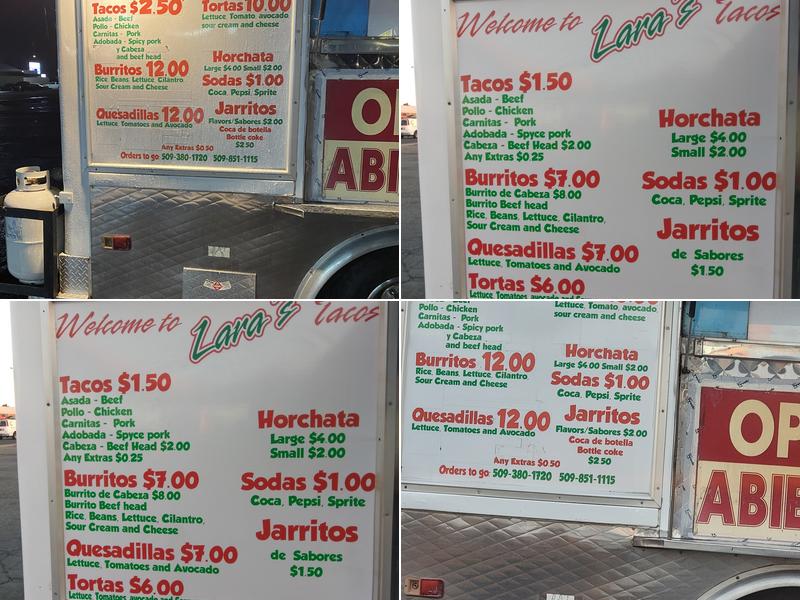 Tacos $2.50
Asada - Beef
Pollo - Chicken
Carnitas - Pork
Adobada - Spicy pork
y Cabeza
and beef head
Burritos 12.00
Rice, Beans, Lettuce, Cilantro
Sour Cream and Cheese
Quesadillas 12.00
Lettuce, Tomatoes and Avocado
Tortas 10.00
Lettuce, Tomato, avocado
sour cream and cheese
Horchata
Large $4.00 Small $2.00
Sodas $1.00
Coca, Pepsi, Sprite
Jarritos
Flavors/Sabores $2.00
Coca de botella
Bottle coke
$2.50
Any Extras $0.50
Orders to go 509-380-1720 509-851-1115
OP
ABI
Welcome to Lara's Tacos
Tacos $1.50
Asada - Beef
Pollo - Chicken
Carnitas - Pork
Adobada - Spyce pork
Cabeza - Beef Head $2.00
Any Extras $0.25
Burritos $7.00
Burrito de Cabeza $8.00
Burrito Beef head
Rice, Beans, Lettuce, Cilantro,
Sour Cream and Cheese
Quesadillas $7.00
Lettuce, Tomatoes and Avocado
Tortas $6.00
Lettuce Tomatoes, avocado and
Horchata
Large $4.00
Small $2.00
Sodas $1.00
Coca, Pepsi, Sprite
Jarritos
de Sabores
$1.50
Welcome to Lara's Tacos
Tacos $1.50
Asada - Beef
Pollo - Chicken
Carnitas - Pork
Adobada - Spyce pork
Cabeza - Beef Head $2.00
Any Extras $0.25
Burritos $7.00
Burrito de Cabeza $8.00
Burrito Beef head
Rice, Beans, Lettuce, Cilantro,
Sour Cream and Cheese
Quesadillas $7.00
Lettuce, Tomatoes and Avocado
Tortas $6.00
Lettuce Tomatoes, avocado and
Horchata
Large $4.00
Small $2.00
Sodas $1.00
Coca, Pepsi, Sprite
Jarritos
de Sabores
$1.50
Pollo - Chicken
Carnitas - Pork
Adobada - Spicy pork
y Cabeza
and beef head
Burritos 12.00
Rice, Beans, Lettuce, Cilantro
Sour Cream and Cheese
Quesadillas 12.00
Lettuce, Tomatoes and Avocado
Lettuce, Tomato, avocado
sour cream and cheese
Horchata
Large $4.00 Small $2.00
Sodas $1.00
Coca, Pepsi, Sprite
Jarritos
Flavors/Sabores $2.00
Coca de botella
Bottle coke
$2.50
Any Extras $0.50
Orders to go 509-380-1720 509-851-1115
OP
ABIE